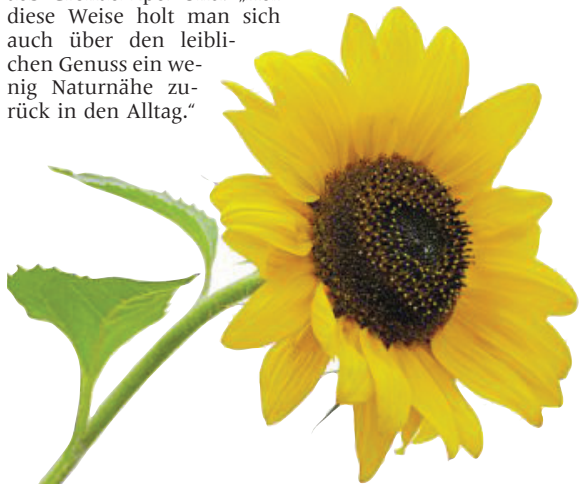 diese Weise holt man sich
auch über den leibli-
chen Genuss ein we-
nig Naturnähe zu-
rück in den Alltag.“